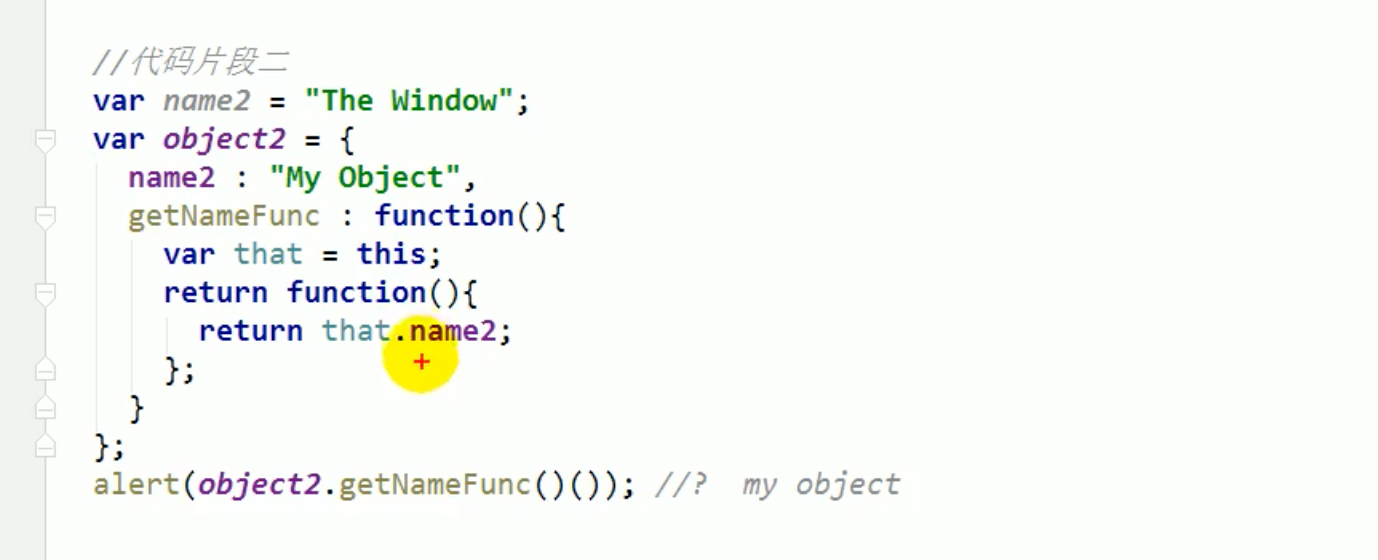 //代码片段二
var name2 = "The Window";
var object2 = {
  name2 : "My Object",
  getNameFunc : function(){
    var that = this;
    return function(){
      return that.name2;
    };
  }
};
alert(object2.getNameFunc()()); //?  my object